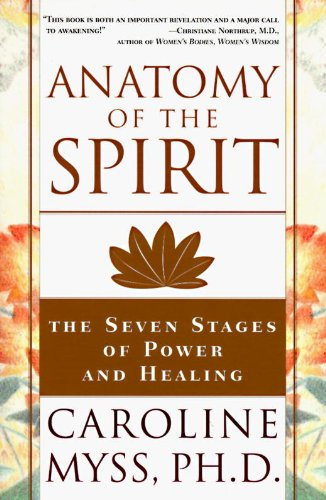 "THIS BOOK IS BOTH AN IMPORTANT REVELATION AND A MAJOR CALL
TO AWAKENING!" —CHRISTIANE NORTHRUP, M.D.,
AUTHOR OF WOMEN'S BODIES, WOMEN'S WISDOM
ANATOMY
OF THE
SPIRIT
THE SEVEN STAGES
OF POWER
AND HEALING
CAROLINE
MYSS, PH.D.